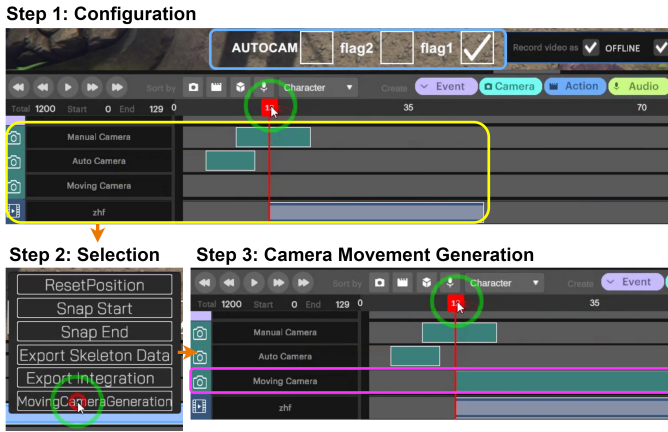 Step 1: Configuration
AUTOCAM flag2 flag1 Record video as OFFLINE
Sort by Character Create Event Camera Action Audio
Total 1200 Start 0 End 129 0 35 70
Manual Camera
Auto Camera
Moving Camera
zhf
Step 2: Selection
ResetPosition
Snap Start
Snap End
Export Skeleton Data
Export Integration
MovingCameraGeneration
Step 3: Camera Movement Generation
Sort by Character Create Event
Total 1200 Start 0 End 129 0 35
Manual Camera
Auto Camera
Moving Camera
zhf